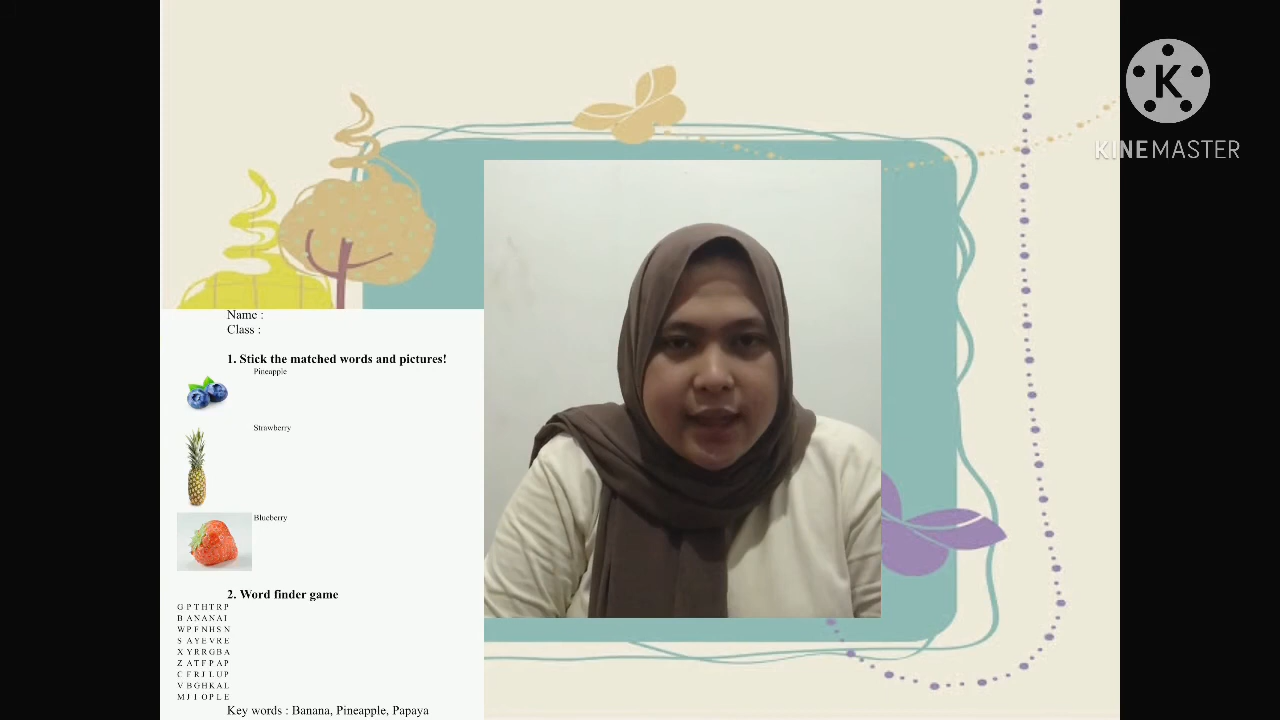 K
KINEMASTER
Name :
Class :
1. Stick the matched words and pictures!
Pineapple
Strawberry
Blueberry
2. Word finder game
G P T H T R P
B A N A N A I
W P F N H S N
S A Y E V R E
X Y R R G B A
Z A T F P A P
C F R J L U P
V B G H K A L
M J I O P L E
Key words : Banana, Pineapple, Papaya